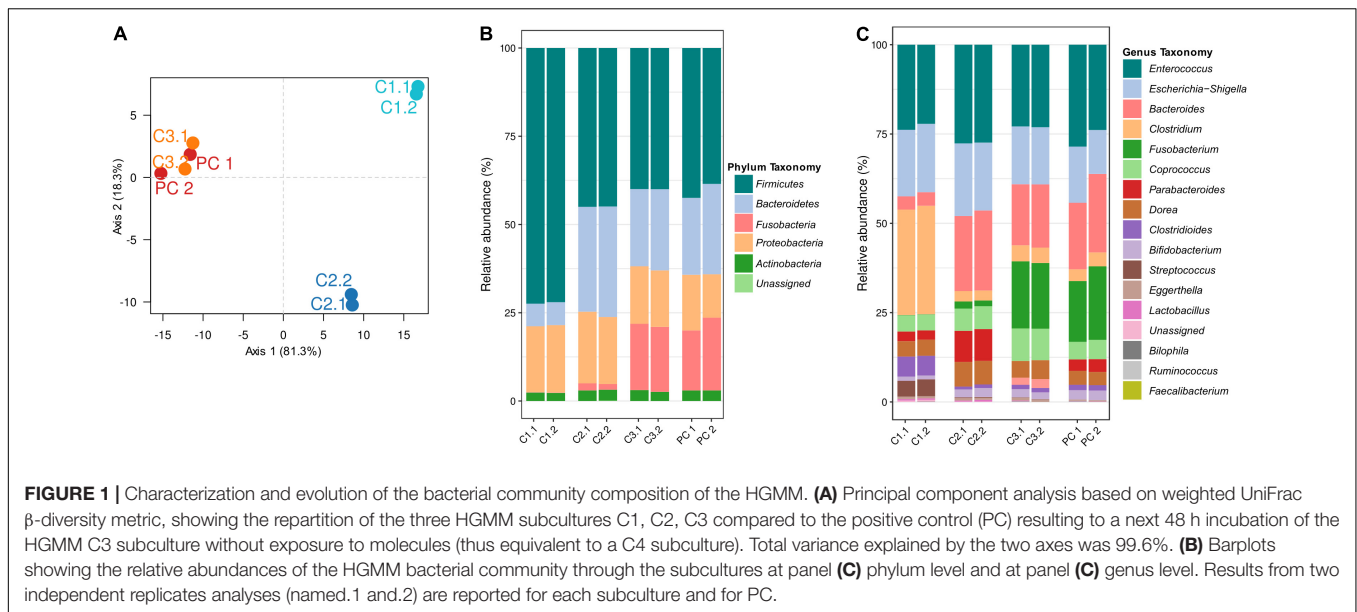 A
5
0
-5
-10
-15
-10
-5
0
5
10
15
Axis 1 (81.3%)
Axis 2 (18.3%)
C1.1
C1.2
C3.1
PC 1
PC 2
C2.2
C2.1
B
100
75
50
25
0
Relative abundance (%)
C1.1
C1.2
C2.1
C2.2
C3.1
C3.2
PC 1
PC 2
Phylum Taxonomy
Firmicutes
Bacteroidetes
Fusobacteria
Proteobacteria
Actinobacteria
Unassigned
C
100
75
50
25
0
Relative abundance (%)
C1.1
C1.2
C2.1
C2.2
C3.1
C3.2
PC 1
PC 2
Genus Taxonomy
Enterococcus
Escherichia-Shigella
Bacteroides
Clostridium
Fusobacterium
Coprococcus
Parabacteroides
Dorea
Clostridioides
Bifidobacterium
Streptococcus
Eggerthella
Lactobacillus
Unassigned
Bilophila
Ruminococcus
Faecalibacterium
FIGURE 1 | Characterization and evolution of the bacterial community composition of the HGMM. (A) Principal component analysis based on weighted UniFrac
β-diversity metric, showing the repartition of the three HGMM subcultures C1, C2, C3 compared to the positive control (PC) resulting to a next 48 h incubation of the
HGMM C3 subculture without exposure to molecules (thus equivalent to a C4 subculture). Total variance explained by the two axes was 99.6%. (B) Barplots
showing the relative abundances of the HGMM bacterial community through the subcultures at panel (C) phylum level and at panel (C) genus level. Results from two
independent replicates analyses (named.1 and.2) are reported for each subculture and for PC.